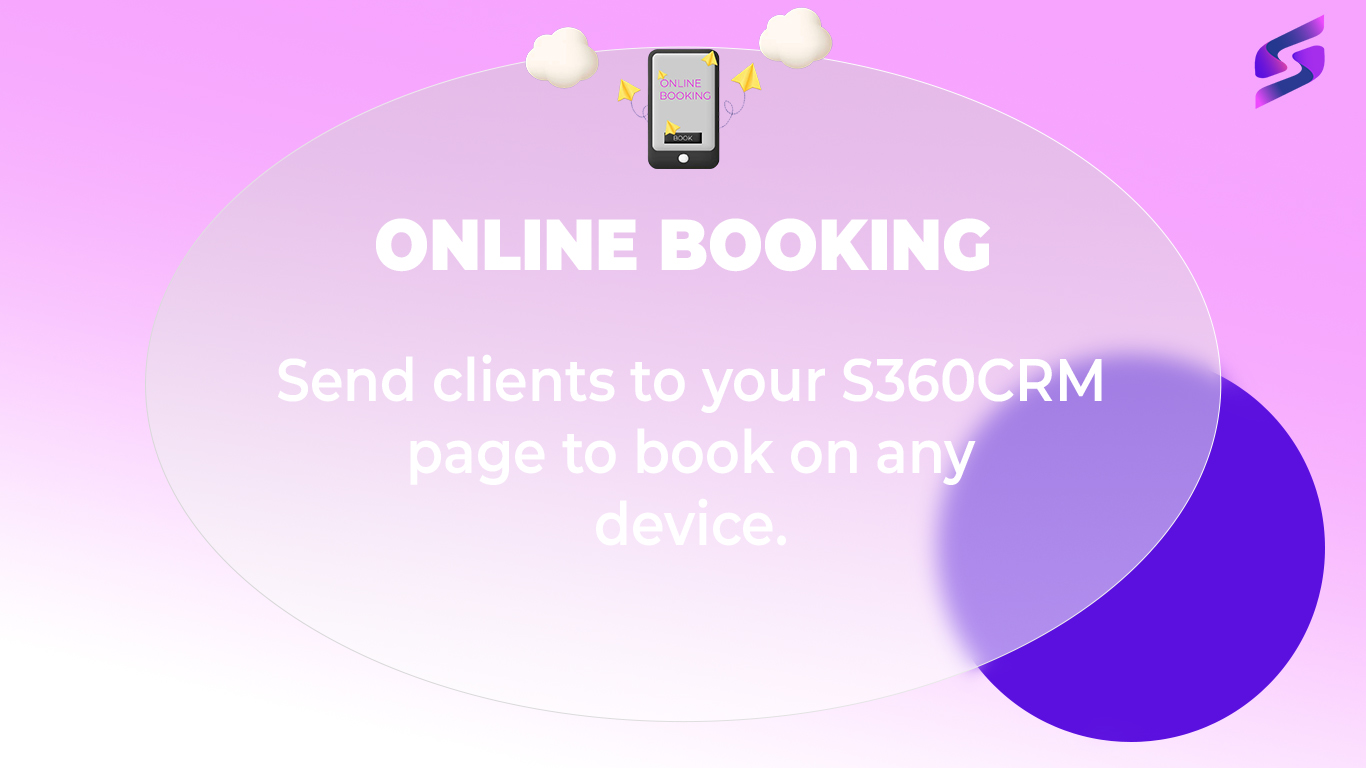 ONLINE
BOOKING
BOOK
ONLINE BOOKING
Send clients to your S360CRM
page to book on any
device.